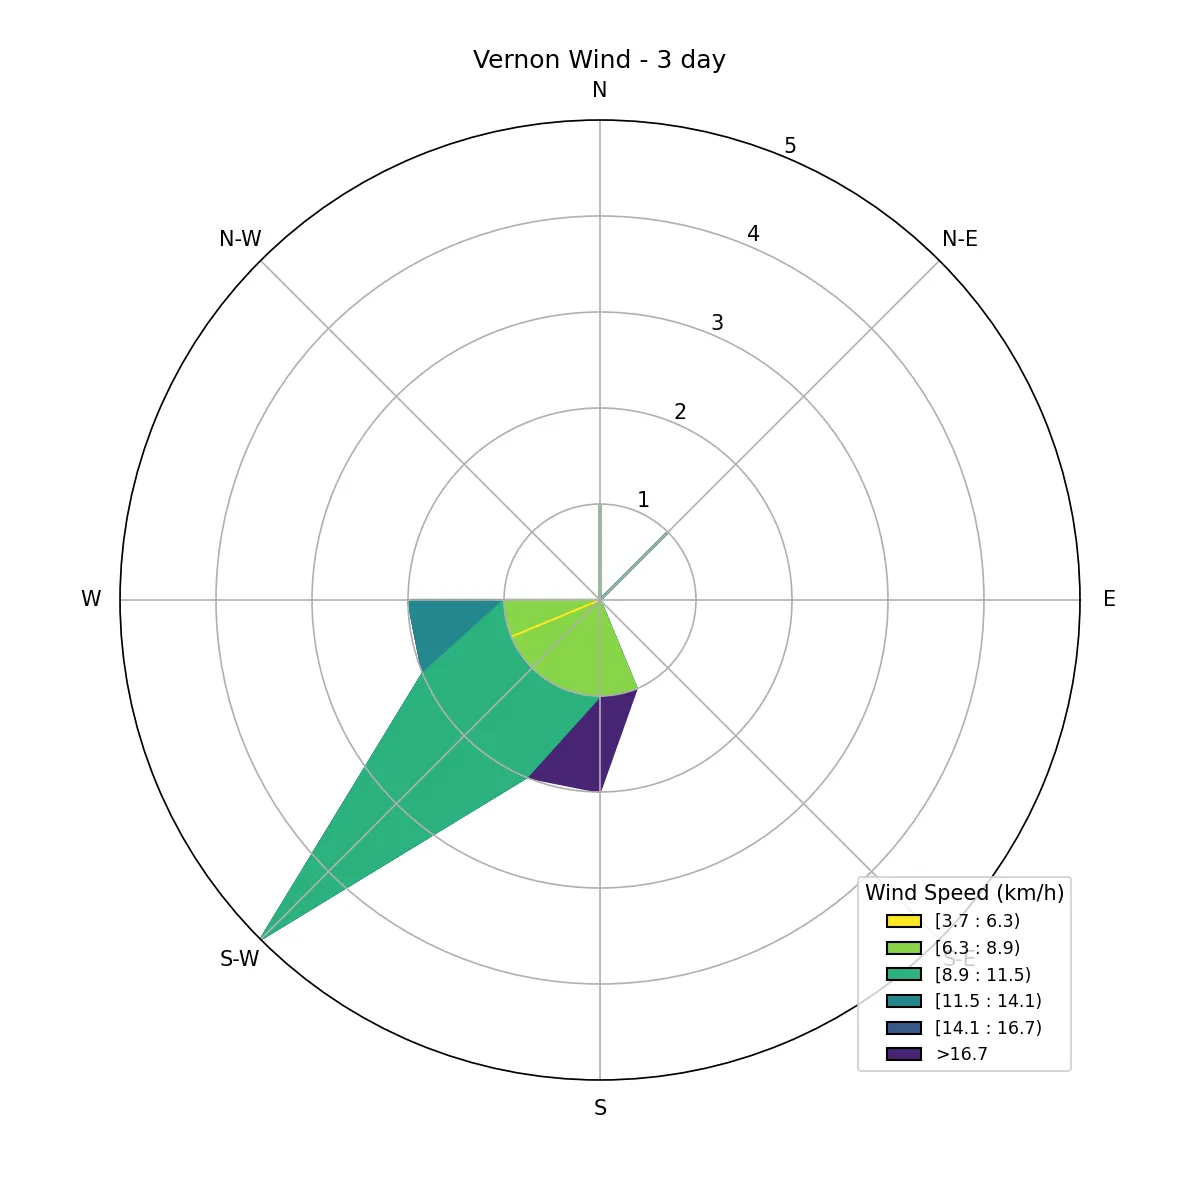 Vernon Wind - 3 day
N
5
N-W
N-E
4
3
2
1
W
E
Wind Speed (km/h)
[3.7 : 6.3)
[6.3 : 8.9)
S-W
S-E
[8.9 : 11.5)
[11.5 : 14.1)
[14.1 : 16.7)
>16.7
S